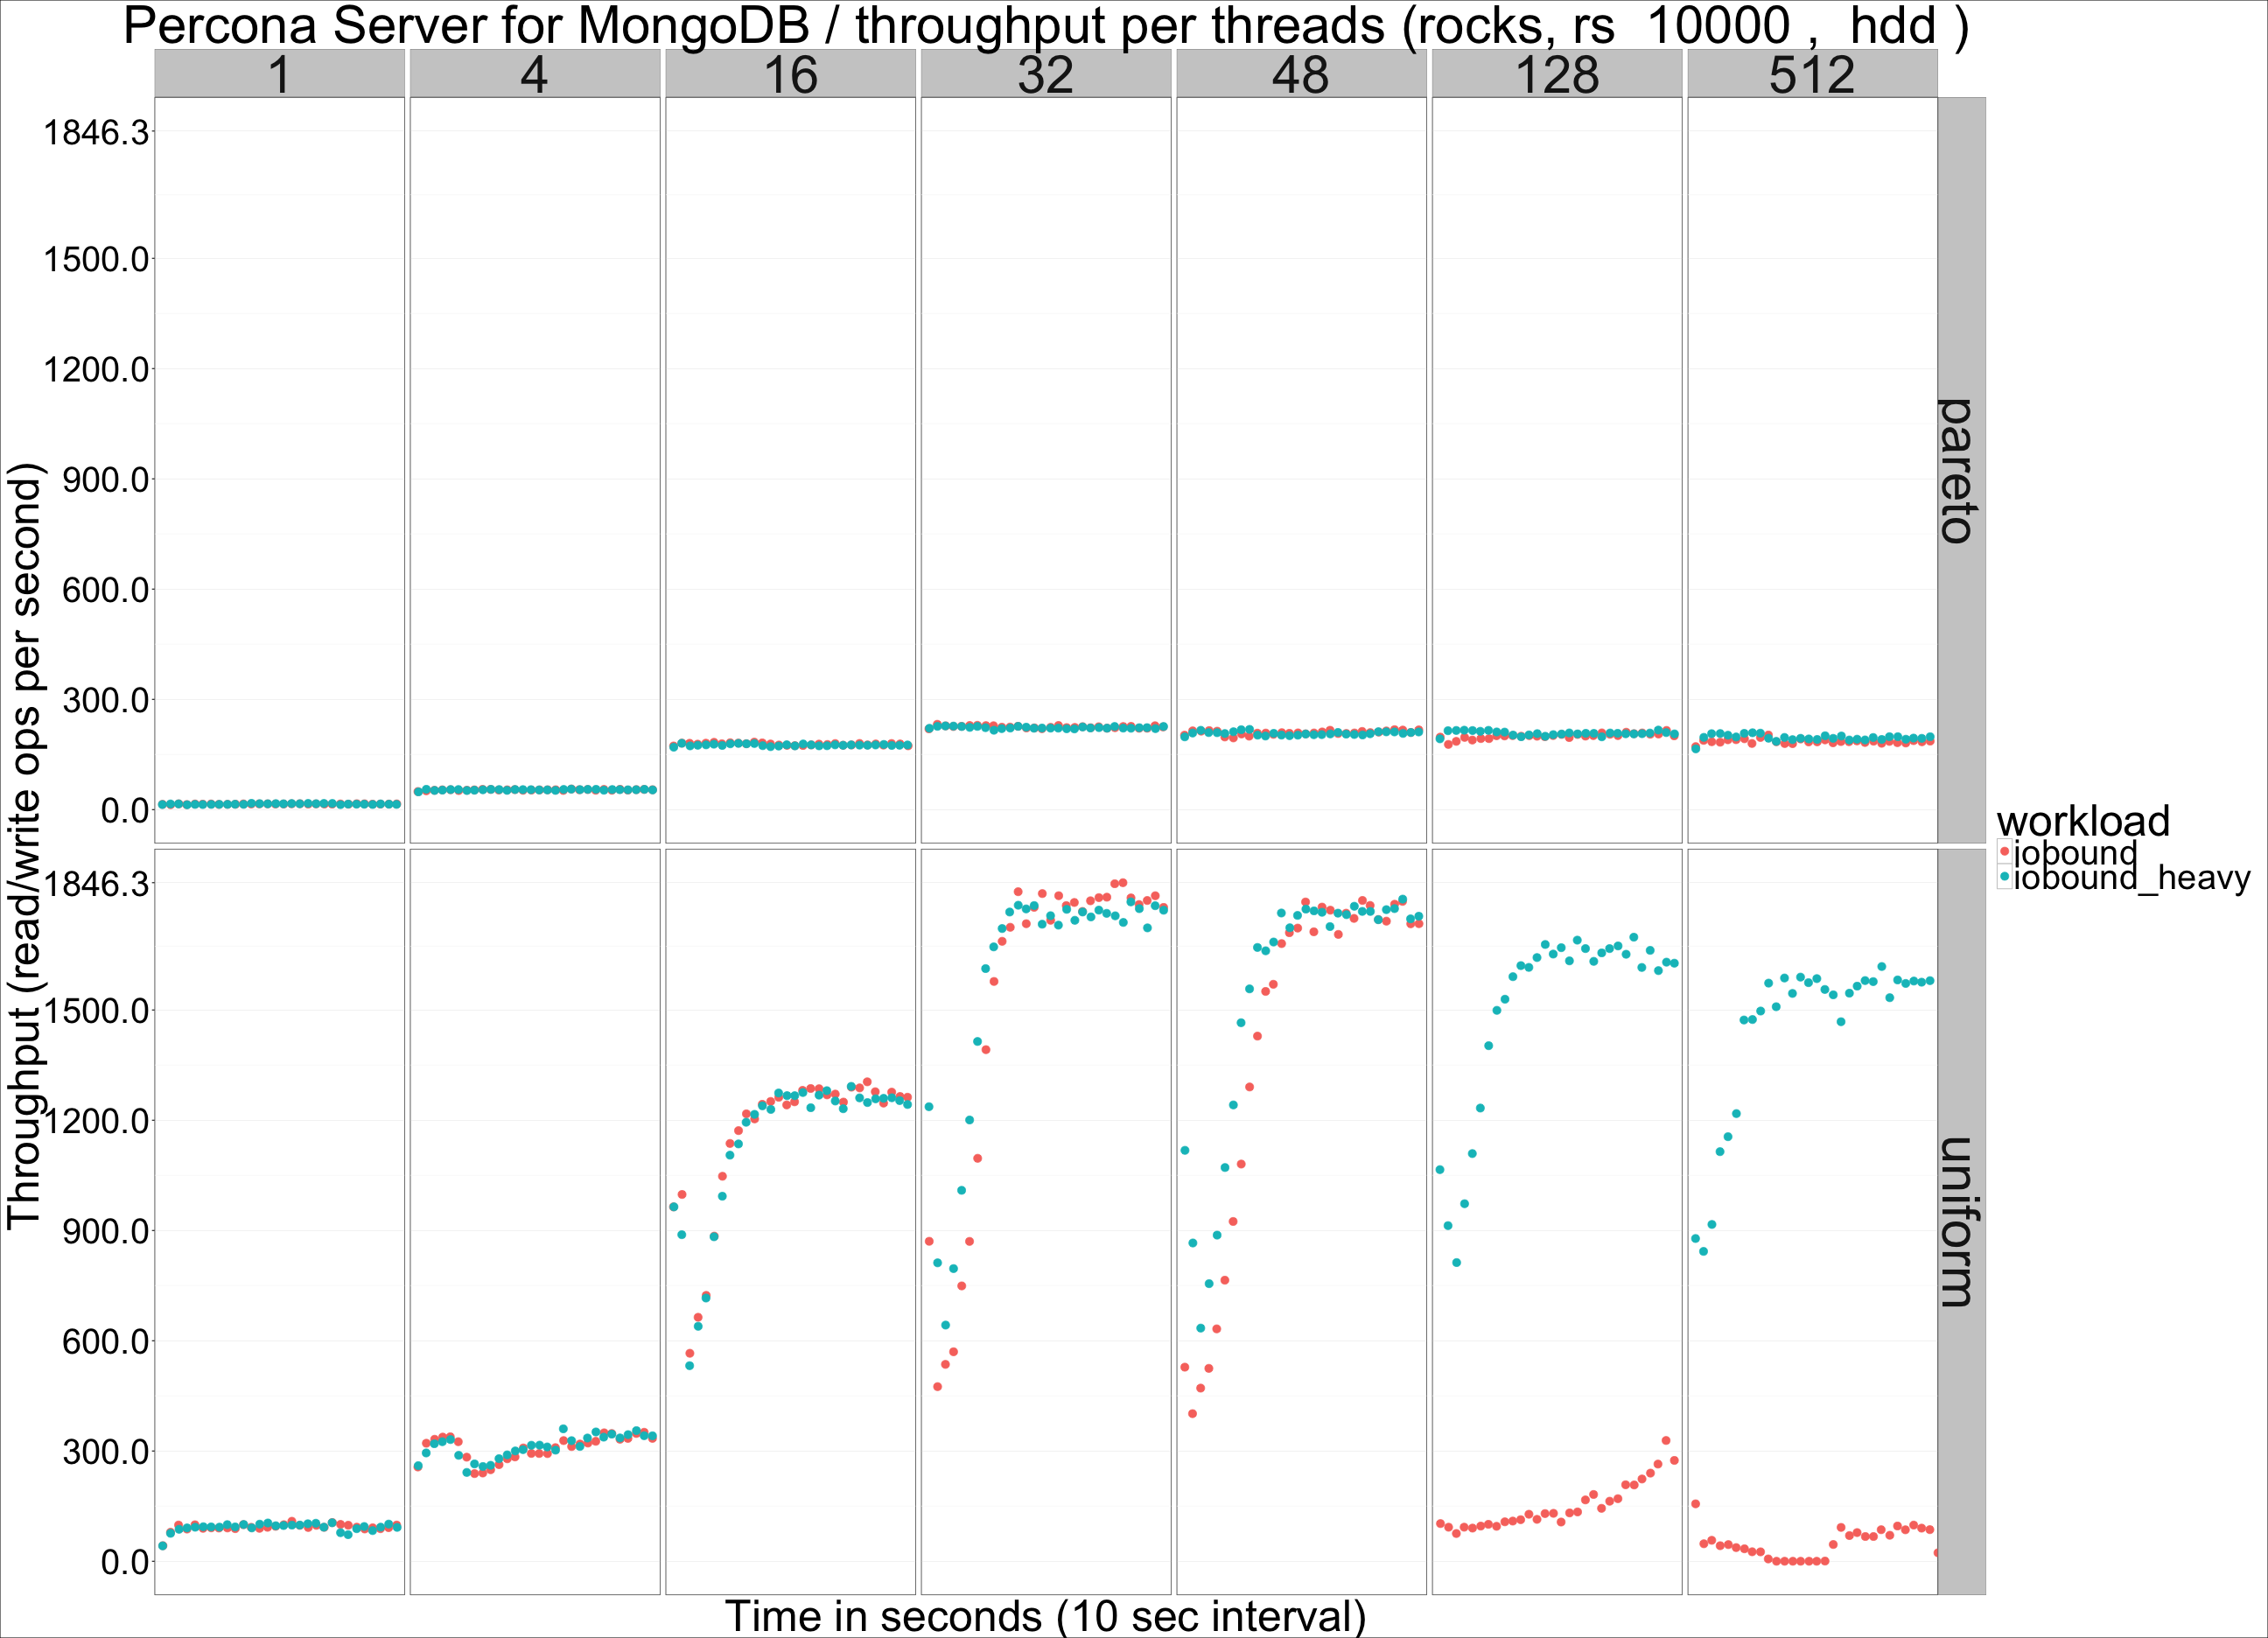 Percona Server for MongoDB / throughput per threads (rocks, rs 10000 , hdd )
1 4 16 32 48 128 512
1846.3
1500.0
1200.0
900.0
600.0
300.0
0.0
pareto
1846.3
1500.0
1200.0
900.0
600.0
300.0
0.0
uniform
Throughput (read/write ops per second)
Time in seconds (10 sec interval)
workload
iobound
iobound_heavy